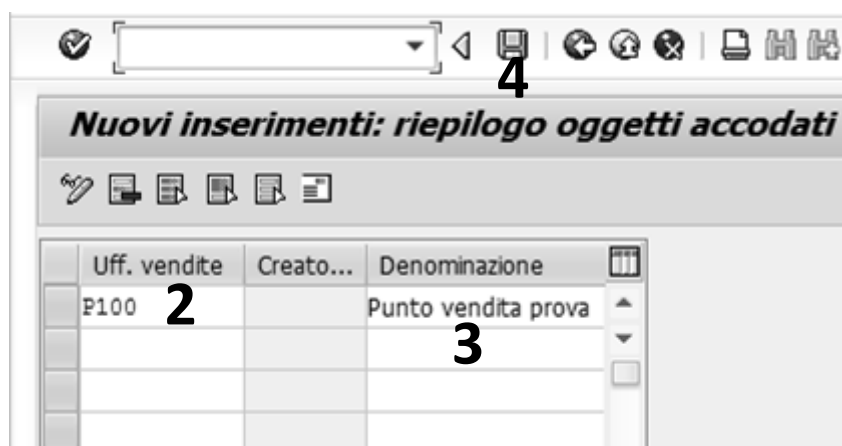 4
Nuovi inserimenti: riepilogo oggetti accodati
Uff. vendite Creato... Denominazione
P100 2 Punto vendita prova
3